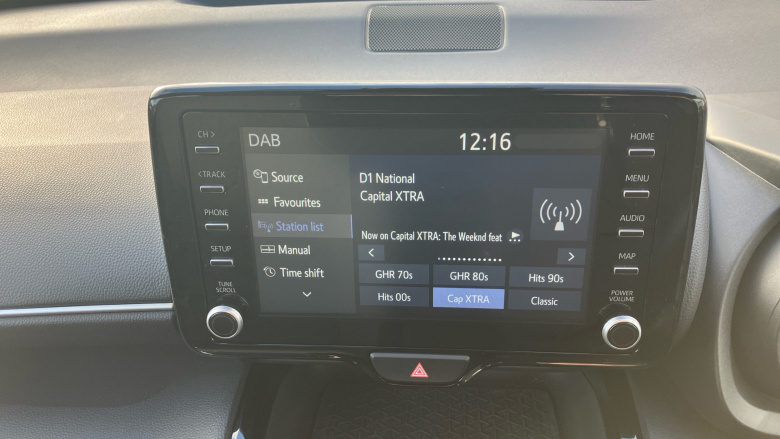 CH >
<TRACK
PHONE
SETUP
TUNE
SCROLL
DAB
12:16
Source
Favourites
Station list
Manual
Time shift
D1 National
Capital XTRA
Now on Capital XTRA: The Weeknd feat
GHR 70s
GHR 80s
Hits 90s
Hits 00s
Cap XTRA
Classic
HOME
MENU
AUDIO
MAP
POWER
VOLUME